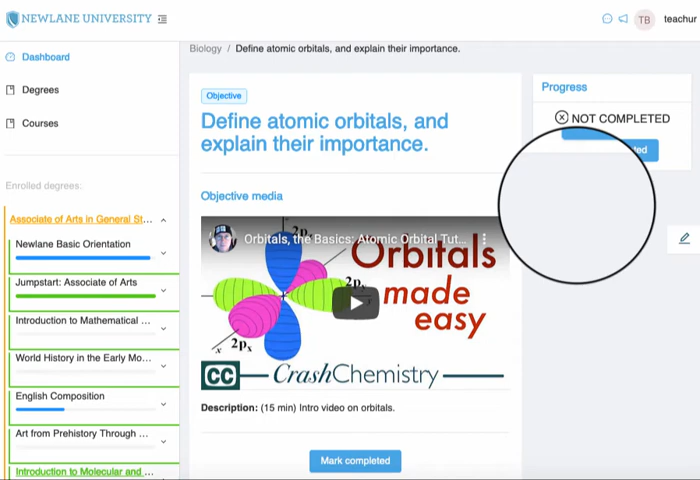 NEWLANE UNIVERSITY
TB
teachur
Dashboard
Degrees
Courses
Enrolled degrees:
Associate of Arts in General St...
Newlane Basic Orientation
Jumpstart: Associate of Arts
Introduction to Mathematical ...
World History in the Early Mo...
English Composition
Art from Prehistory Through ...
Introduction to Molecular and ...
Biology / Define atomic orbitals, and explain their importance.
Objective
Define atomic orbitals, and
explain their importance.
Objective media
Orbitals, the Basics: Atomic Orbital Tut...
Orbitals
made
easy
2px
CC
CrashChemistry
Description: (15 min) Intro video on orbitals.
Mark completed
Progress
NOT COMPLETED